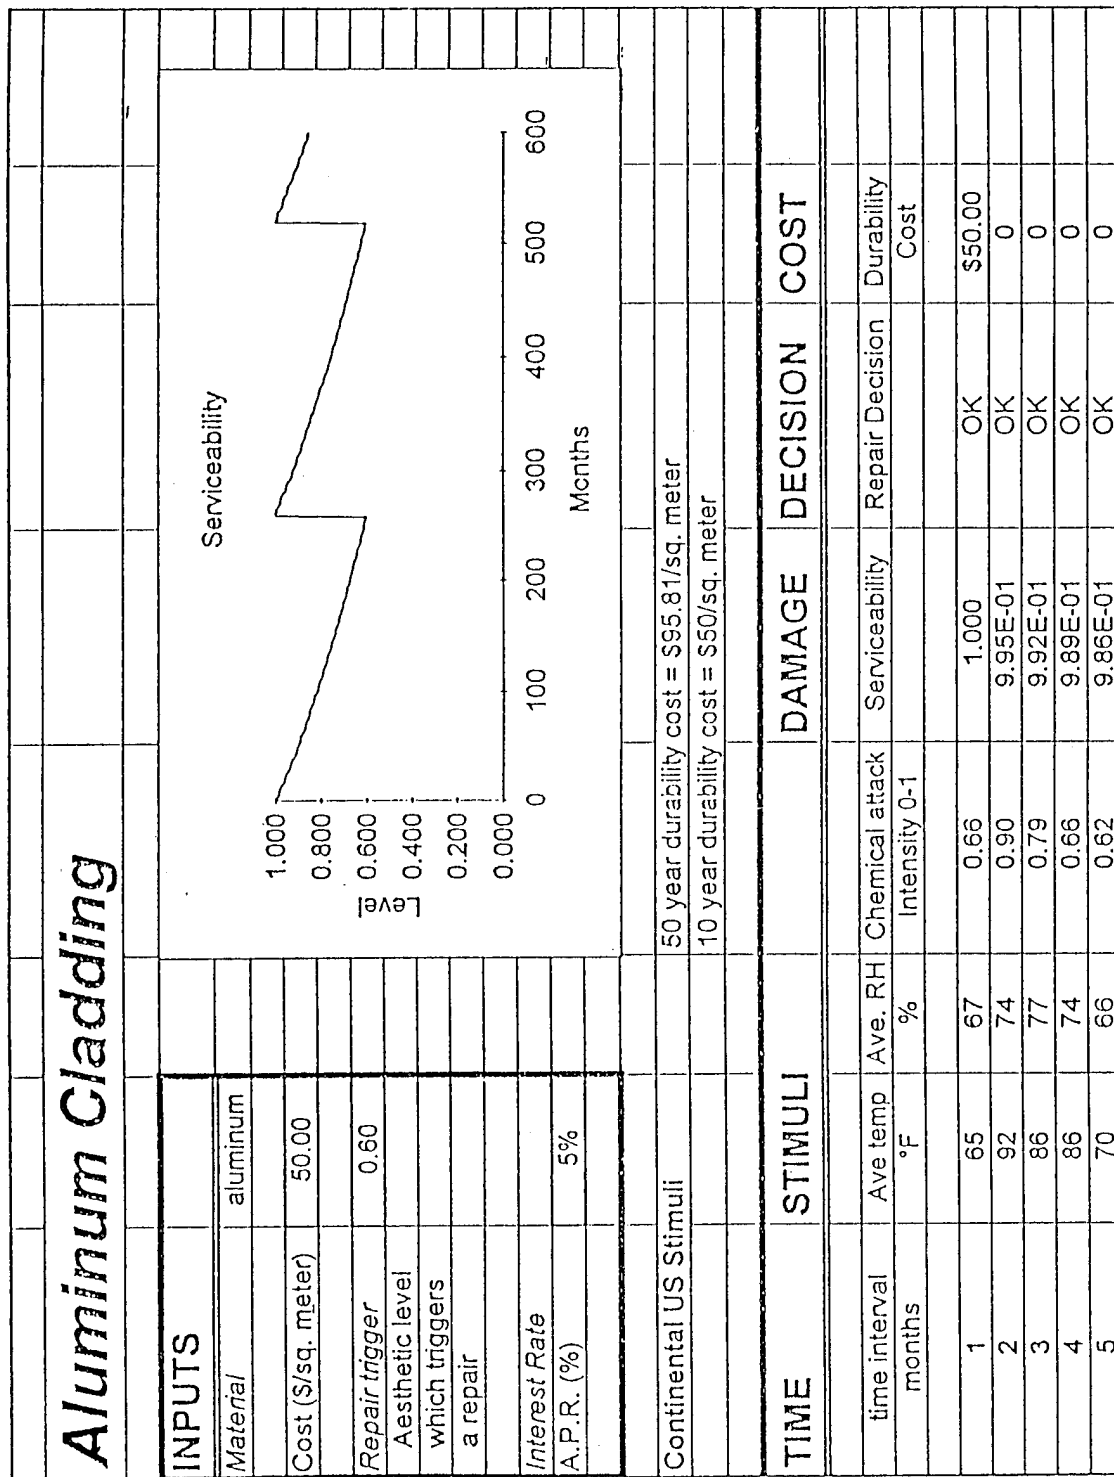 Aluminum Cladding
INPUTS
Material aluminum
Cost ($/sq. meter) 50.00
Repair trigger 0.60
Aesthetic level
which triggers
a repair
Interest Rate
A.P.R. (%) 5%
Serviceability
Level
1.000
0.800
0.600
0.400
0.200
0.000
0 100 200 300 400 500 600
Months
Continental US Stimuli
50 year durability cost = $95.81/sq. meter
10 year durability cost = $50/sq. meter
TIME STIMULI DAMAGE DECISION COST
time interval Ave temp Ave. RH Chemical attack Serviceability Repair Decision Durability
months °F % Intensity 0-1 Cost
1 65 67 0.66 1.000 OK $50.00
2 92 74 0.90 9.95E-01 OK 0
3 86 77 0.79 9.92E-01 OK 0
4 86 74 0.66 9.89E-01 OK 0
5 70 66 0.62 9.86E-01 OK 0